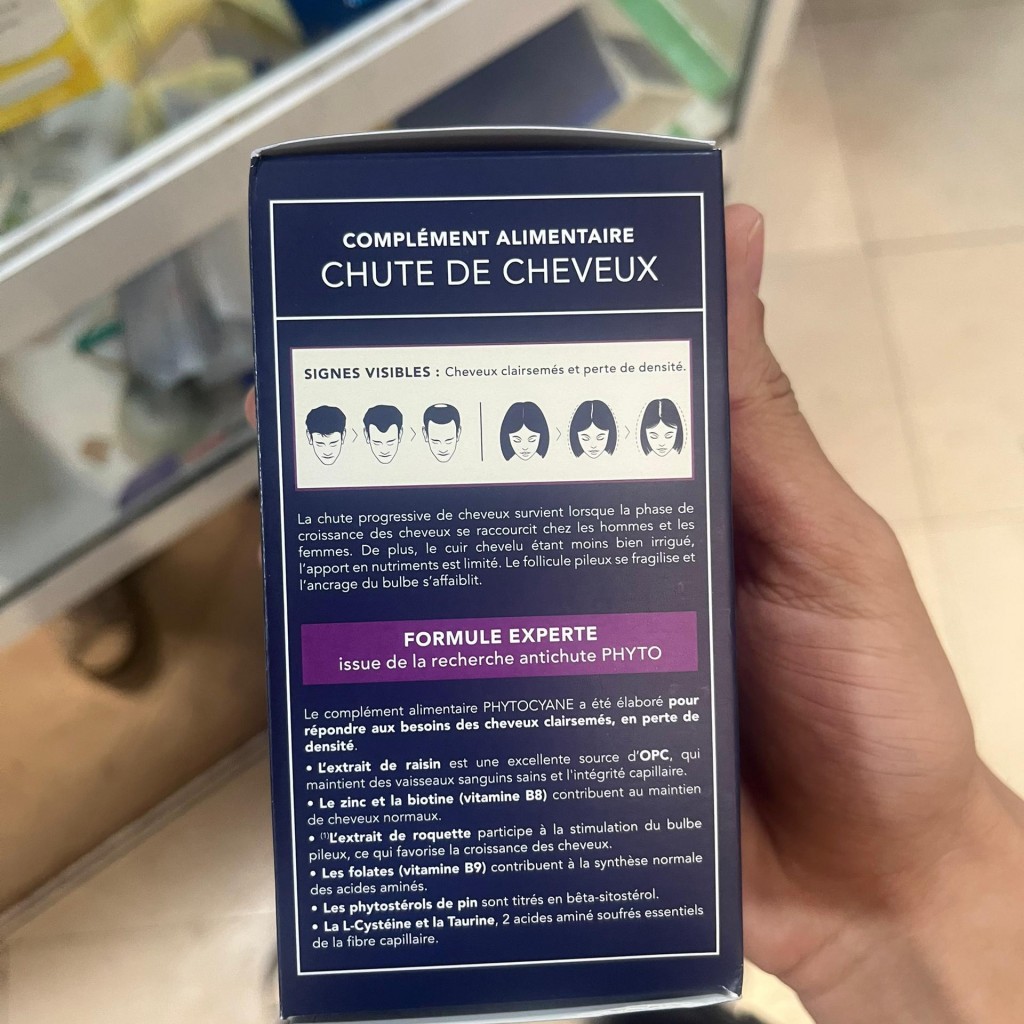 COMPLÉMENT ALIMENTAIRE
CHUTE DE CHEVEUX
SIGNES VISIBLES : Cheveux clairsemés et perte de densité.
La chute progressive de cheveux survient lorsque la phase de
croissance des cheveux se raccourcit chez les hommes et les
femmes. De plus, le cuir chevelu étant moins bien irrigué,
l'apport en nutriments est limité. Le follicule pileux se fragilise et
l'ancrage du bulbe s'affaiblit.
FORMULE EXPERTE
issue de la recherche antichute PHYTO
Le complément alimentaire PHYTOCYANE a été élaboré pour
répondre aux besoins des cheveux clairsemés, en perte de
densité.
• L'extrait de raisin est une excellente source d'OPC, qui
maintient des vaisseaux sanguins sains et l'intégrité capillaire.
• Le zinc et la biotine (vitamine B8) contribuent au maintien
de cheveux normaux.
• (1)L'extrait de roquette participe à la stimulation du bulbe
pileux, ce qui favorise la croissance des cheveux.
• Les folates (vitamine B9) contribuent à la synthèse normale
des acides aminés.
• Les phytostérols de pin sont titrés en bêta-sitostérol.
• La L-Cystéine et la Taurine, 2 acides aminé soufrés essentiels
de la fibre capillaire.